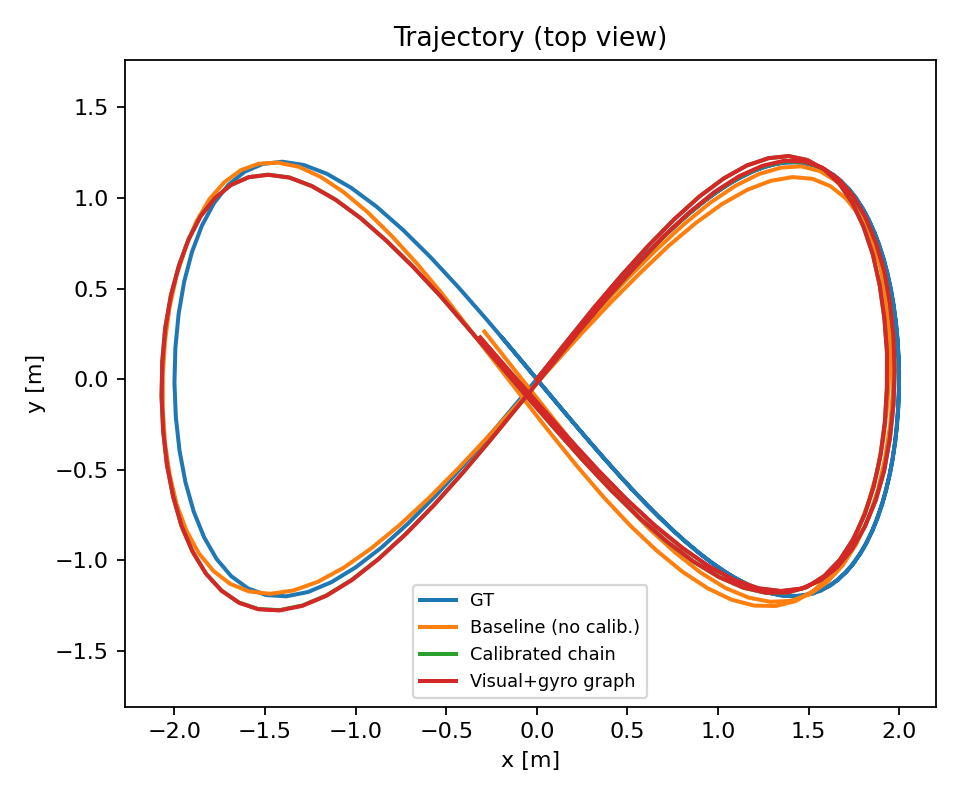 Trajectory (top view)
1.5
1.0
0.5
0.0
−0.5
−1.0
−1.5
y [m]
GT
Baseline (no calib.)
Calibrated chain
Visual+gyro graph
−2.0 −1.5 −1.0 −0.5 0.0 0.5 1.0 1.5 2.0
x [m]